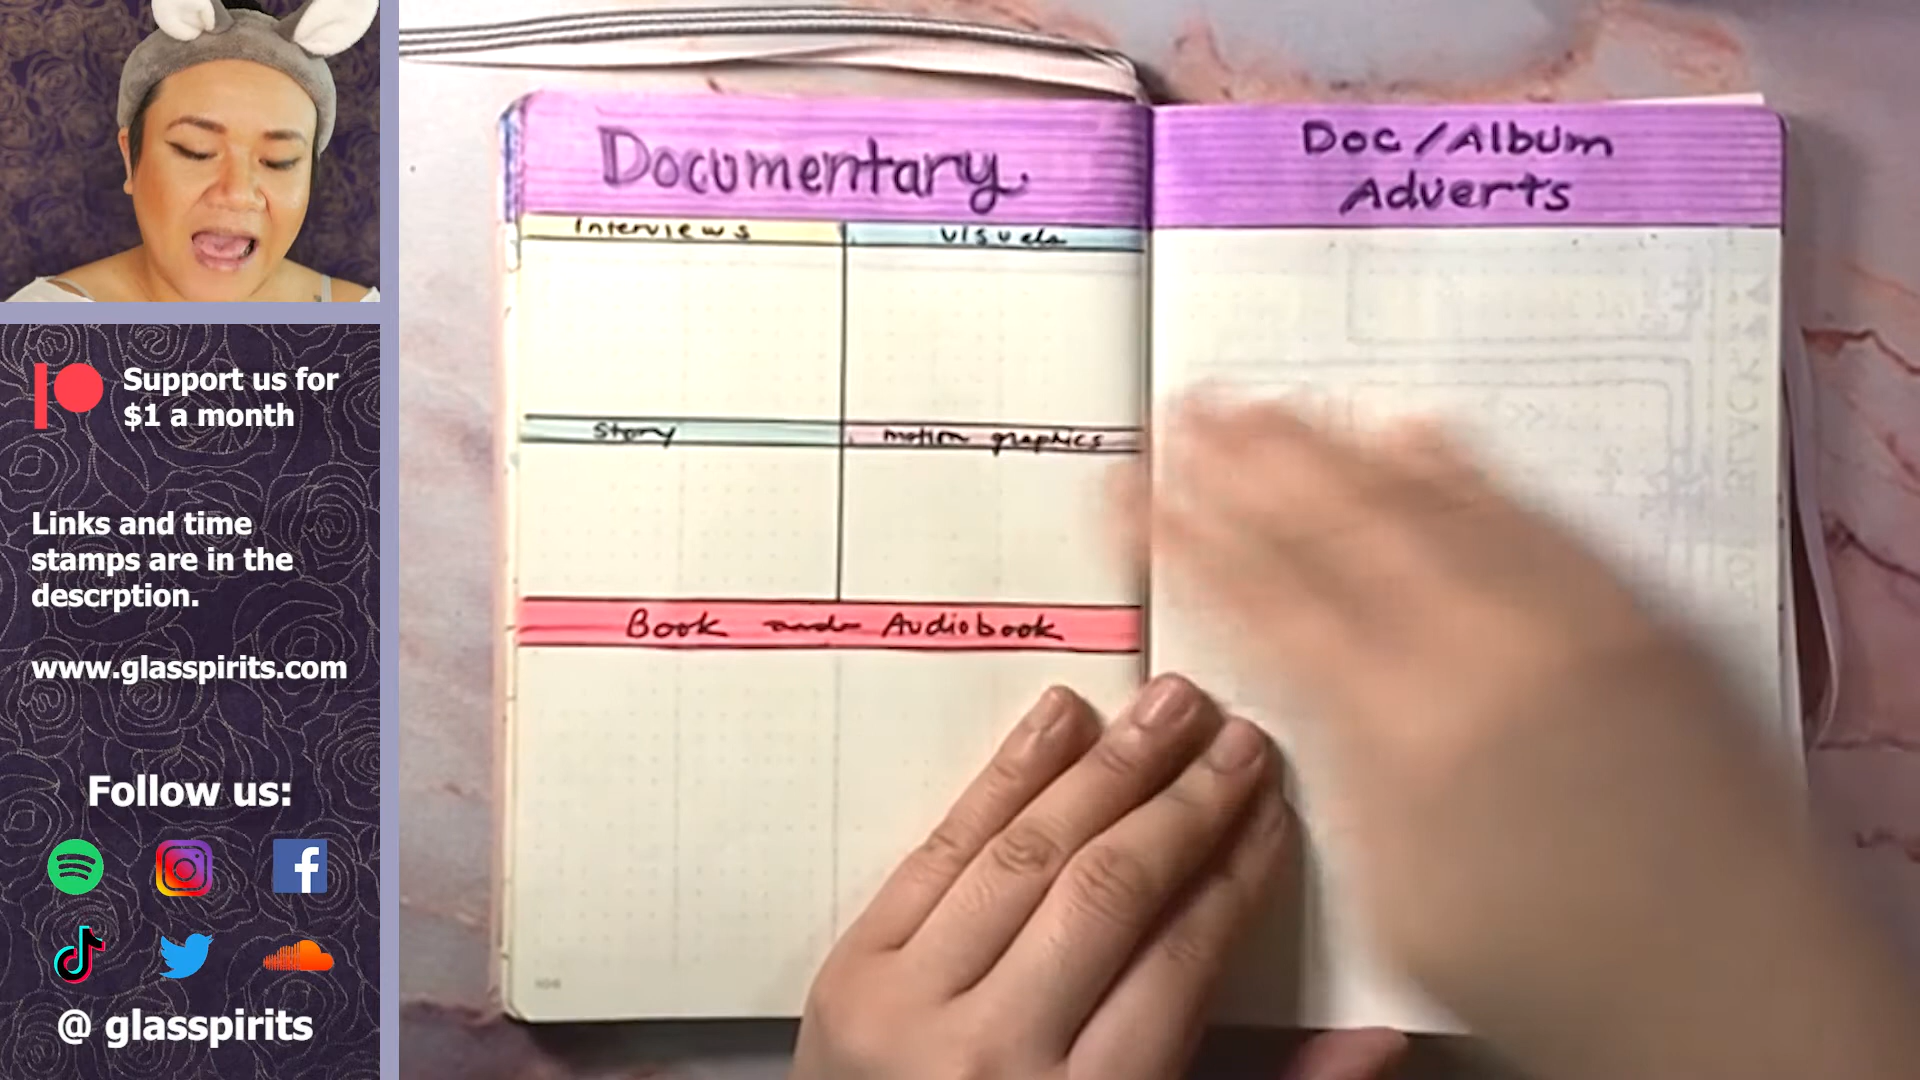 Support us for
$1 a month
Links and time
stamps are in the
descrption.
www.glasspirits.com
Follow us:
@ glasspirits
Documentary.
Interviews
Visuals
Story
motion graphics
Book and Audiobook
106
Doc/Album
Adverts